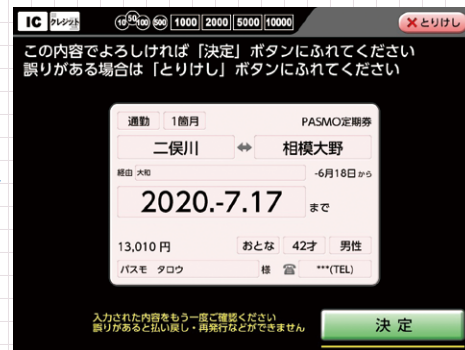 IC クレジット 10 50 100 500 1000 2000 5000 10000 ×とりけし
この内容でよろしければ「決定」ボタンにふれてください
誤りがある場合は「とりけし」ボタンにふれてください
通勤 1箇月 PASMO定期券
二俣川 ⇔ 相模大野
経由 大和 -6月18日から
2020.-7.17 まで
13,010円 おとな 42才 男性
パスモ タロウ 様 ☎ ***(TEL)
入力された内容をもう一度ご確認ください
誤りがあると払い戻し・再発行などができません
決定